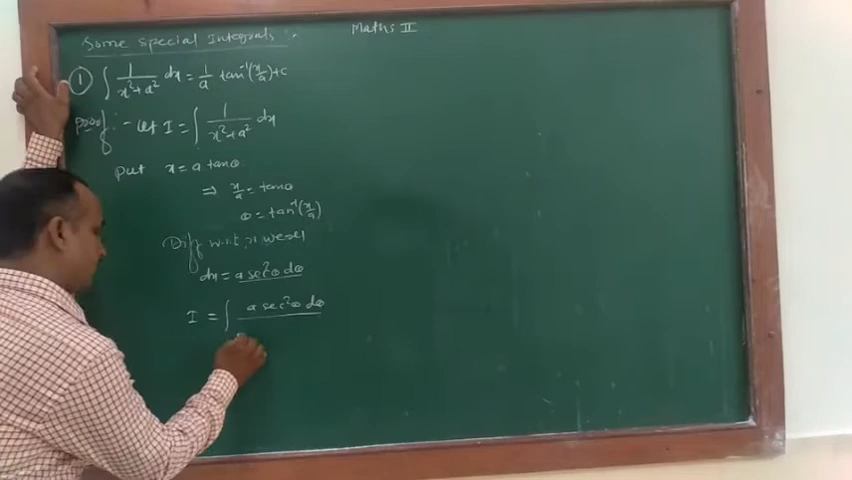 Some Special Integrals :-
Maths II
① ∫ 1/(x²+a²) dx = 1/a tan⁻¹(x/a)+c
Proof :- Let I = ∫ 1/(x²+a²) dx
put x = a tanθ
⇒ x/a = tanθ
θ = tan⁻¹(x/a)
Diff w.r.t. x we get
dx = a sec²θ dθ
I = ∫ a sec²θ dθ